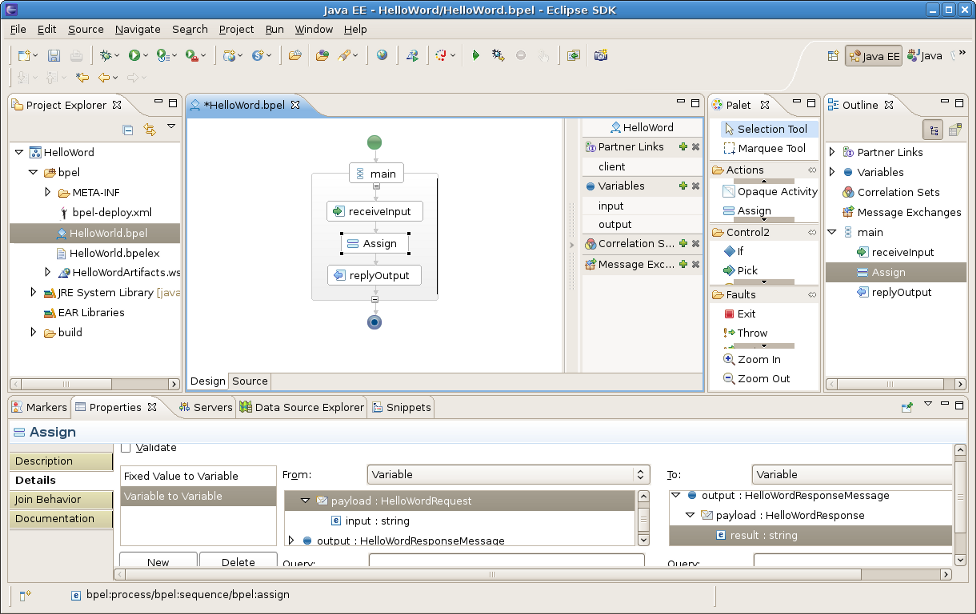 Java EE - HelloWord/HelloWord.bpel - Eclipse SDK
File Edit Source Navigate Search Project Run Window Help
Java EE Java »
Project Explorer
HelloWord
bpel
META-INF
bpel-deploy.xml
HelloWorld.bpel
HelloWord.bpelex
HelloWordArtifacts.ws
JRE System Library [java
EAR Libraries
build
*HelloWord.bpel
main
receiveInput
Assign
replyOutput
Design Source
HelloWord
Partner Links
client
Variables
input
output
Correlation S...
Message Exc...
Palet
Selection Tool
Marquee Tool
Actions
Opaque Activity
Assign
Control2
If
Pick
Faults
Exit
Throw
Zoom In
Zoom Out
Outline
Partner Links
Variables
Correlation Sets
Message Exchanges
main
receiveInput
Assign
replyOutput
Markers Properties Servers Data Source Explorer Snippets
Assign
Description
Details
Join Behavior
Documentation
Validate
Fixed Value to Variable
Variable to Variable
New Delete
From: Variable
payload : HelloWordRequest
input : string
output : HelloWordResponseMessage
Query:
To: Variable
output : HelloWordResponseMessage
payload : HelloWordResponse
result : string
Query:
bpel:process/bpel:sequence/bpel:assign